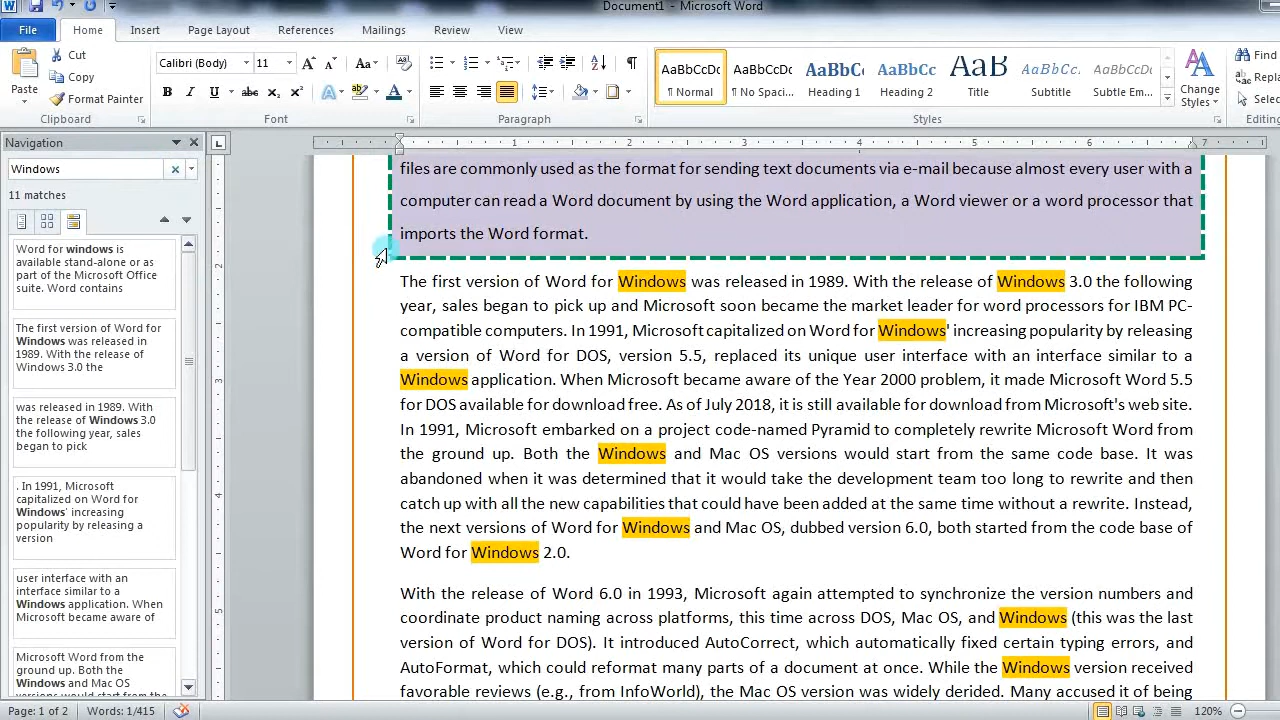 Document1 - Microsoft Word
File Home Insert Page Layout References Mailings Review View
Paste
Cut
Copy
Format Painter
Clipboard
Calibri (Body) 11
Font
Paragraph
AaBbCcDc AaBbCcDc AaBbC AaBbCc AaB AaBbCcL AaBbCcDc
¶ Normal ¶ No Spaci... Heading 1 Heading 2 Title Subtitle Subtle Em...
Styles
Change
Styles
Find
Repla
Select
Editing
Navigation
Windows
11 matches
Word for windows is
available stand-alone or as
part of the Microsoft Office
suite. Word contains
The first version of Word for
Windows was released in
1989. With the release of
Windows 3.0 the
was released in 1989. With
the release of Windows 3.0
the following year, sales
began to pick
. In 1991, Microsoft
capitalized on Word for
Windows' increasing
popularity by releasing a
version
user interface with an
interface similar to a
Windows application. When
Microsoft became aware of
Microsoft Word from the
ground up. Both the
Windows and Mac OS
versions would start from the
1 2 3 4 5 6 7
2
3
4
5
files are commonly used as the format for sending text documents via e-mail because almost every user with a
computer can read a Word document by using the Word application, a Word viewer or a word processor that
imports the Word format.
The first version of Word for Windows was released in 1989. With the release of Windows 3.0 the following
year, sales began to pick up and Microsoft soon became the market leader for word processors for IBM PC-
compatible computers. In 1991, Microsoft capitalized on Word for Windows' increasing popularity by releasing
a version of Word for DOS, version 5.5, replaced its unique user interface with an interface similar to a
Windows application. When Microsoft became aware of the Year 2000 problem, it made Microsoft Word 5.5
for DOS available for download free. As of July 2018, it is still available for download from Microsoft's web site.
In 1991, Microsoft embarked on a project code-named Pyramid to completely rewrite Microsoft Word from
the ground up. Both the Windows and Mac OS versions would start from the same code base. It was
abandoned when it was determined that it would take the development team too long to rewrite and then
catch up with all the new capabilities that could have been added at the same time without a rewrite. Instead,
the next versions of Word for Windows and Mac OS, dubbed version 6.0, both started from the code base of
Word for Windows 2.0.
With the release of Word 6.0 in 1993, Microsoft again attempted to synchronize the version numbers and
coordinate product naming across platforms, this time across DOS, Mac OS, and Windows (this was the last
version of Word for DOS). It introduced AutoCorrect, which automatically fixed certain typing errors, and
AutoFormat, which could reformat many parts of a document at once. While the Windows version received
favorable reviews (e.g., from InfoWorld), the Mac OS version was widely derided. Many accused it of being
Page: 1 of 2 Words: 1/415 120%